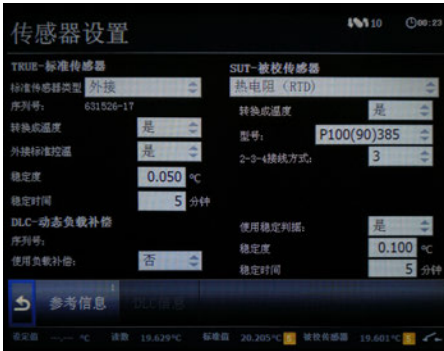 传感器设置
10
00:23
TRUE-标准传感器
标准传感器类型 外接
序列号: 631526-17
转换成温度 是
外接标准控温 是
稳定度 0.050 °C
稳定时间 5 分钟
DLC-动态负载补偿
序列号:
使用负载补偿: 否
SUT-被校传感器
热电阻 (RTD)
转换成温度 是
型号: P100(90)385
2-3-4接线方式: 3
使用稳定判据: 是
稳定度 0.100 °C
稳定时间 5 分钟
参考信息 DLC信息
设定值 --,-- °C 读数 19.629°C 标准值 20.205°C 被校传感器 19.601°C